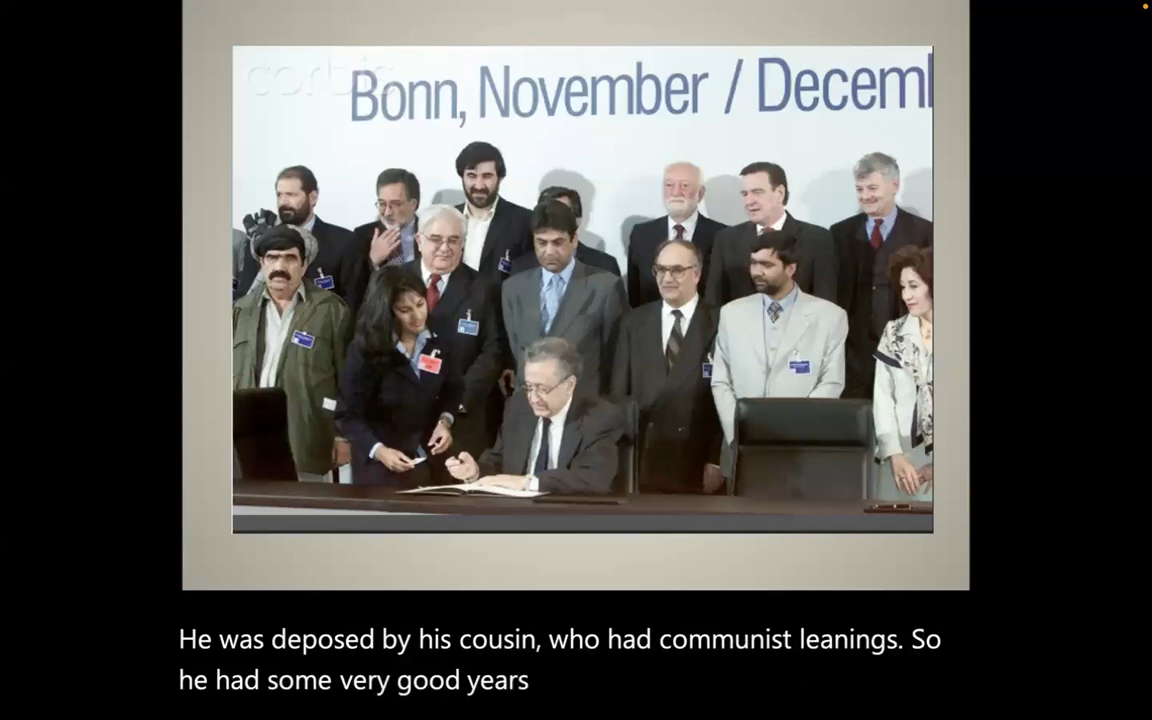 corbis
Bonn, November / Decem
He was deposed by his cousin, who had communist leanings. So
he had some very good years